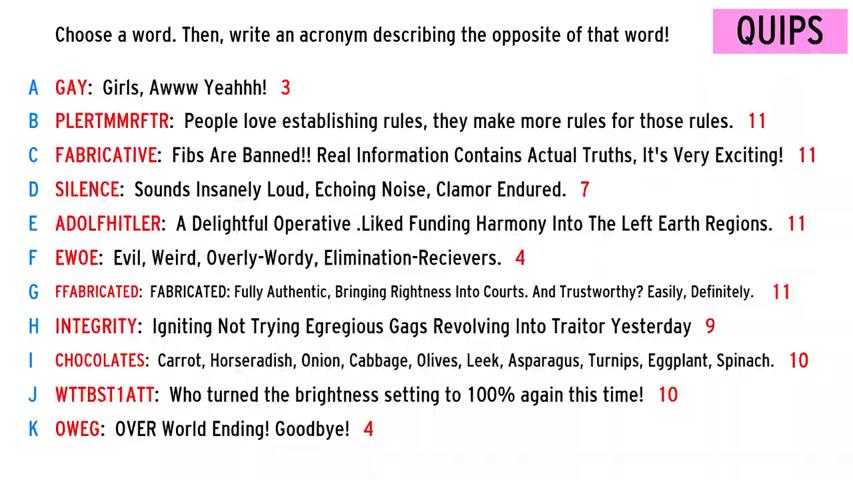 Choose a word. Then, write an acronym describing the opposite of that word!
QUIPS
A GAY: Girls, Awww Yeahhh! 3
B PLERTMMRFTR: People love establishing rules, they make more rules for those rules. 11
C FABRICATIVE: Fibs Are Banned!! Real Information Contains Actual Truths, It's Very Exciting! 11
D SILENCE: Sounds Insanely Loud, Echoing Noise, Clamor Endured. 7
E ADOLFHITLER: A Delightful Operative .Liked Funding Harmony Into The Left Earth Regions. 11
F EWOE: Evil, Weird, Overly-Wordy, Elimination-Recievers. 4
G FFABRICATED: FABRICATED: Fully Authentic, Bringing Rightness Into Courts. And Trustworthy? Easily, Definitely. 11
H INTEGRITY: Igniting Not Trying Egregious Gags Revolving Into Traitor Yesterday 9
I CHOCOLATES: Carrot, Horseradish, Onion, Cabbage, Olives, Leek, Asparagus, Turnips, Eggplant, Spinach. 10
J WTTBST1ATT: Who turned the brightness setting to 100% again this time! 10
K OWEG: OVER World Ending! Goodbye! 4